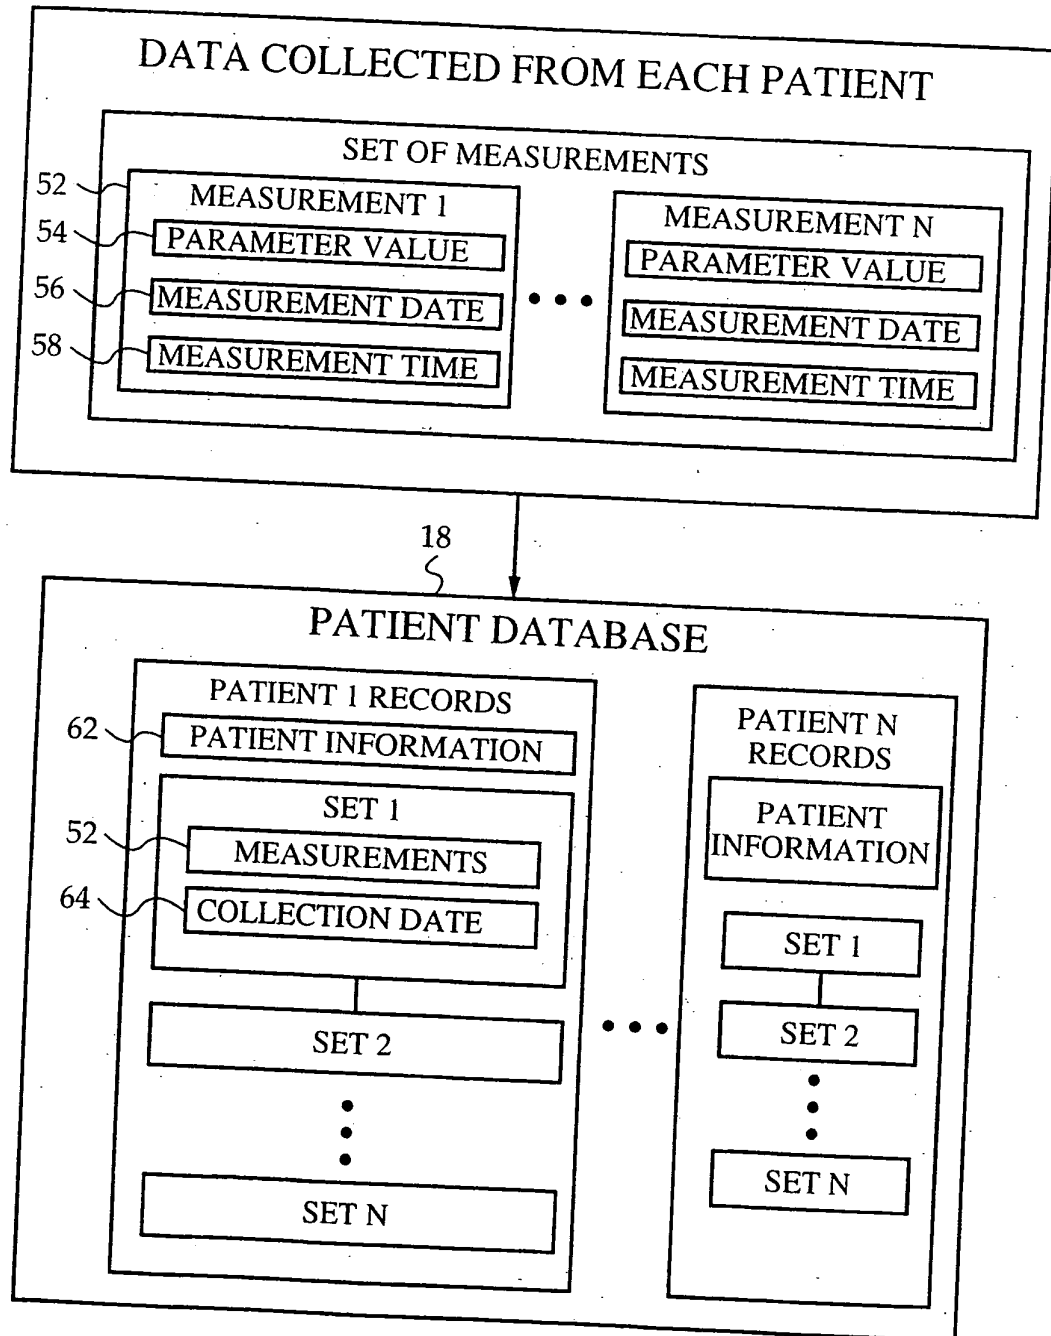 DATA COLLECTED FROM EACH PATIENT
SET OF MEASUREMENTS
52
MEASUREMENT 1
54
PARAMETER VALUE
56
MEASUREMENT DATE
58
MEASUREMENT TIME
MEASUREMENT N
PARAMETER VALUE
MEASUREMENT DATE
MEASUREMENT TIME
18
PATIENT DATABASE
PATIENT 1 RECORDS
62
PATIENT INFORMATION
SET 1
52
MEASUREMENTS
64
COLLECTION DATE
SET 2
SET N
PATIENT N
RECORDS
PATIENT
INFORMATION
SET 1
SET 2
SET N